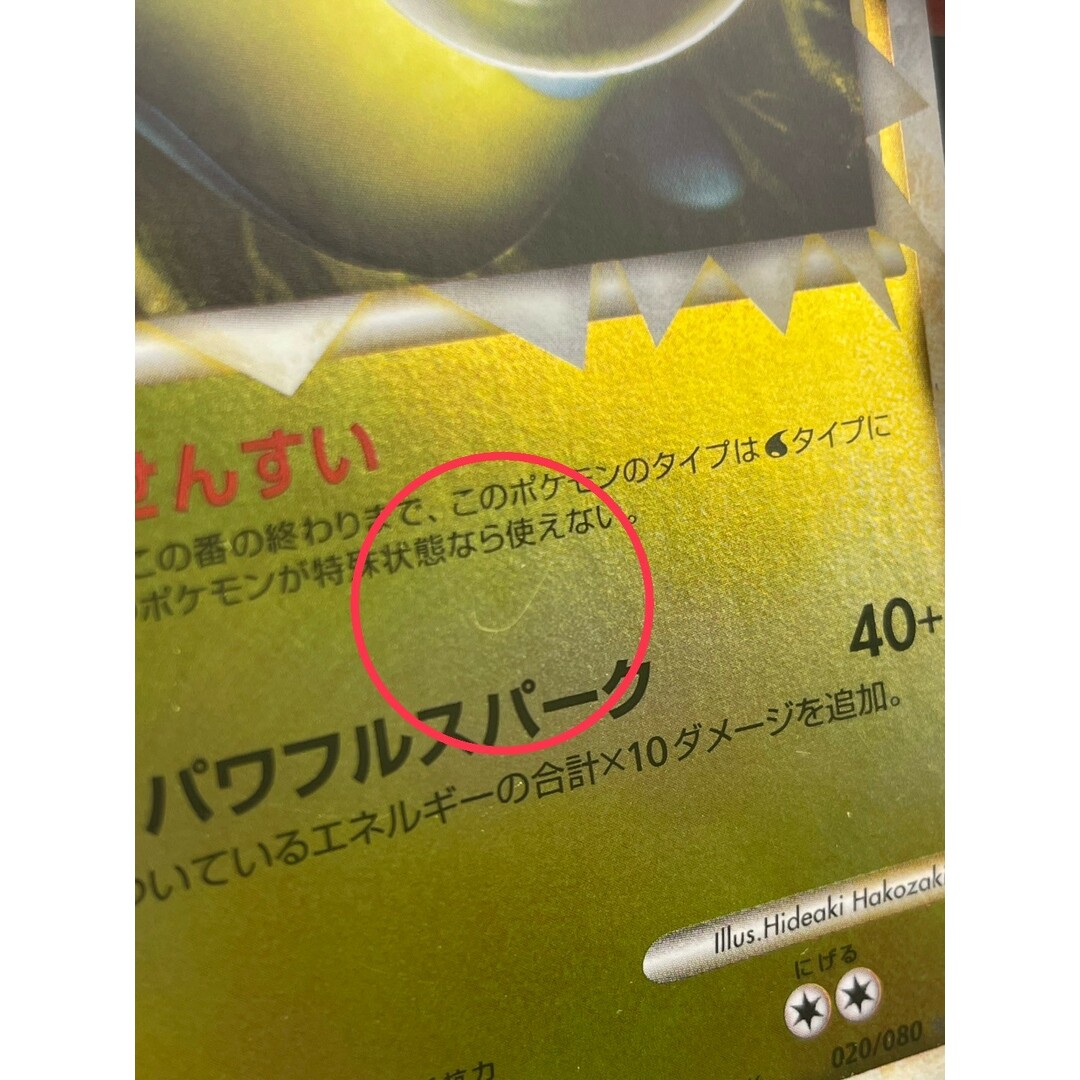 せんすい
この番の終わりまで、このポケモンのタイプは タイプに
ポケモンが特殊状態なら使えない。
パワフルスパーク 40+
ついているエネルギーの合計×10ダメージを追加。
Illus.Hideaki Hakozaki
にげる
020/080
抗力